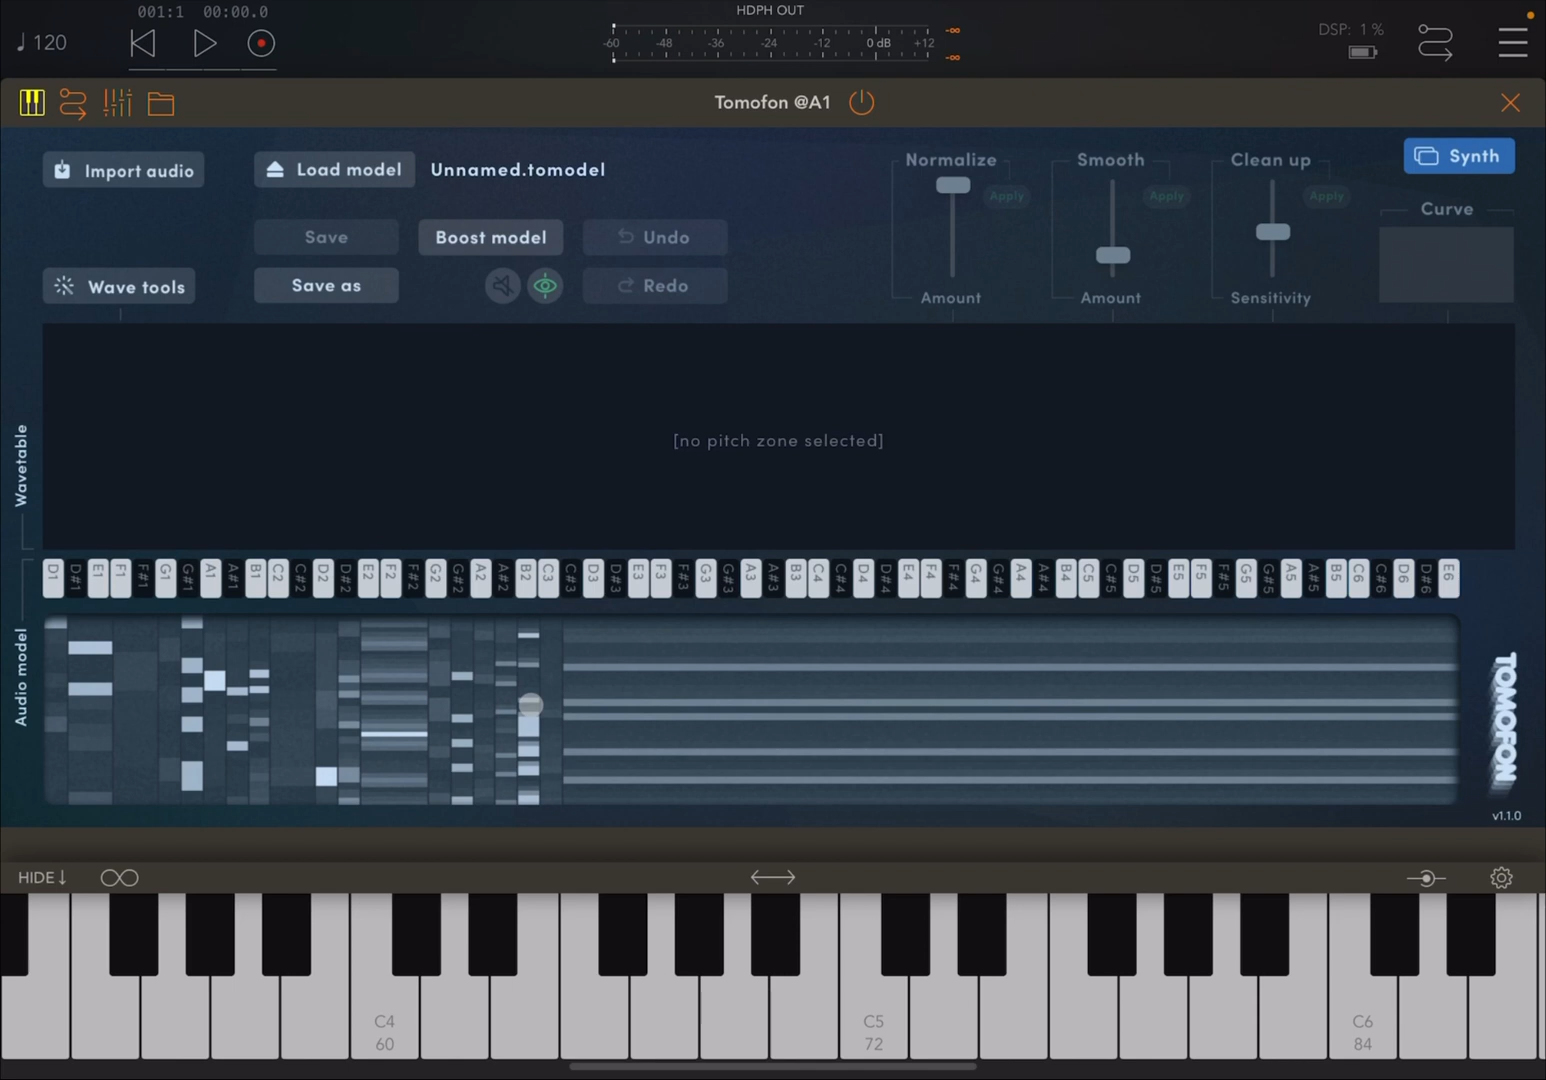 001:1 00:00.0
HDPH OUT
120
-60 -48 -36 -24 -12 0 dB +12
-∞
-∞
DSP: 1 %
Tomofon @A1
Import audio
Load model
Unnamed.tomodel
Normalize
Smooth
Clean up
Synth
Apply
Apply
Apply
Curve
Save
Boost model
Undo
Wave tools
Save as
Redo
Amount
Amount
Sensitivity
Wavetable
[no pitch zone selected]
D1 D#1 E1 F1 F#1 G1 G#1 A1 A#1 B1 C2 C#2 D2 D#2 E2 F2 F#2 G2 G#2 A2 A#2 B2 C3 C#3 D3 D#3 E3 F3 F#3 G3 G#3 A3 A#3 B3 C4 C#4 D4 D#4 E4 F4 F#4 G4 G#4 A4 A#4 B4 C5 C#5 D5 D#5 E5 F5 F#5 G5 G#5 A5 A#5 B5 C6 C#6 D6 D#6 E6
Audio model
TOMOFON
v1.1.0
HIDE↓
C4 C5 C6
60 72 84